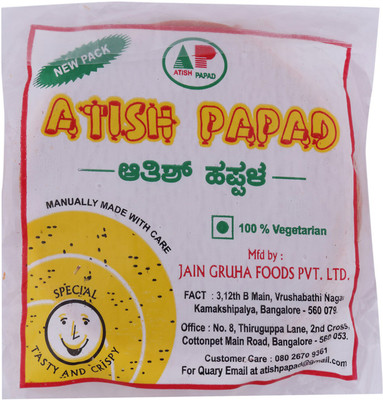 NEW PACK
AP
ATISH PAPAD
ATISH PAPAD
ಆತಿಶ್ ಹಪ್ಪಳ
MANUALLY MADE WITH CARE
100 % Vegetarian
Mfd by :
JAIN GRUHA FOODS PVT. LTD.
FACT : 3,12th B Main, Vrushabathi Nagar
Kamakshipalya, Bangalore - 560 079.
Office : No. 8, Thiruguppa Lane, 2nd Cross,
Cottonpet Main Road, Bangalore - 560 053.
Customer Care : 080 2670 9361
For Quary Email at atishpapad@gmail.com
SPECIAL
TASTY AND CRISPY